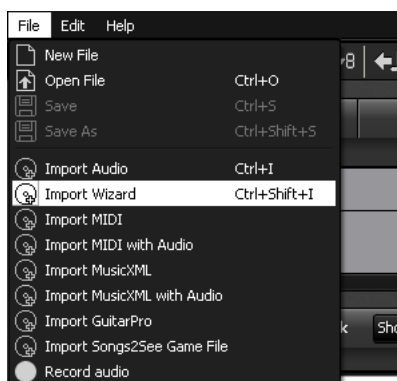 File Edit Help
New File
v8
Open File Ctrl+O
Save Ctrl+S
Save As Ctrl+Shift+S
Import Audio Ctrl+I
Import Wizard Ctrl+Shift+I
Import MIDI
Import MIDI with Audio
Import MusicXML
Import MusicXML with Audio
Import GuitarPro
k Sho
Import Songs2See Game File
Record audio